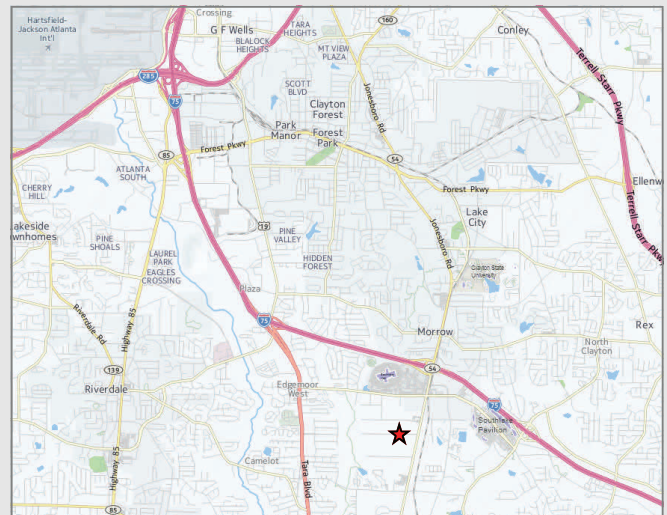 Hartsfield-
Jackson Atlanta
Int'l
Crossing
G F Wells
BLALOCK
HEIGHTS
TARA
HEIGHTS
MT VIEW
PLAZA
160
Conley
Terrell Starr Pkwy
285
75
SCOTT
BLVD
Clayton
Forest
Jonesboro Rd
Park
Manor
Forest
Park
Forest Pkwy
85
54
ATLANTA
SOUTH
Forest Pkwy
CHERRY
HILL
Ellenw
Lake
City
Terrell Starr Pkwy
akeside
wnhomes
PINE
SHOALS
19
PINE
VALLEY
Jonesboro Rd
LAUREL
PARK
EAGLES
CROSSING
HIDDEN
FOREST
Clayton State
University
Plaza
Riverdale Rd
Highway 85
75
Morrow
Rex
North
Clayton
139
54
Riverdale
Edgemoor
West
75
Southlake
Pavilion
Camelot
Highway 85
Tara Blvd
85